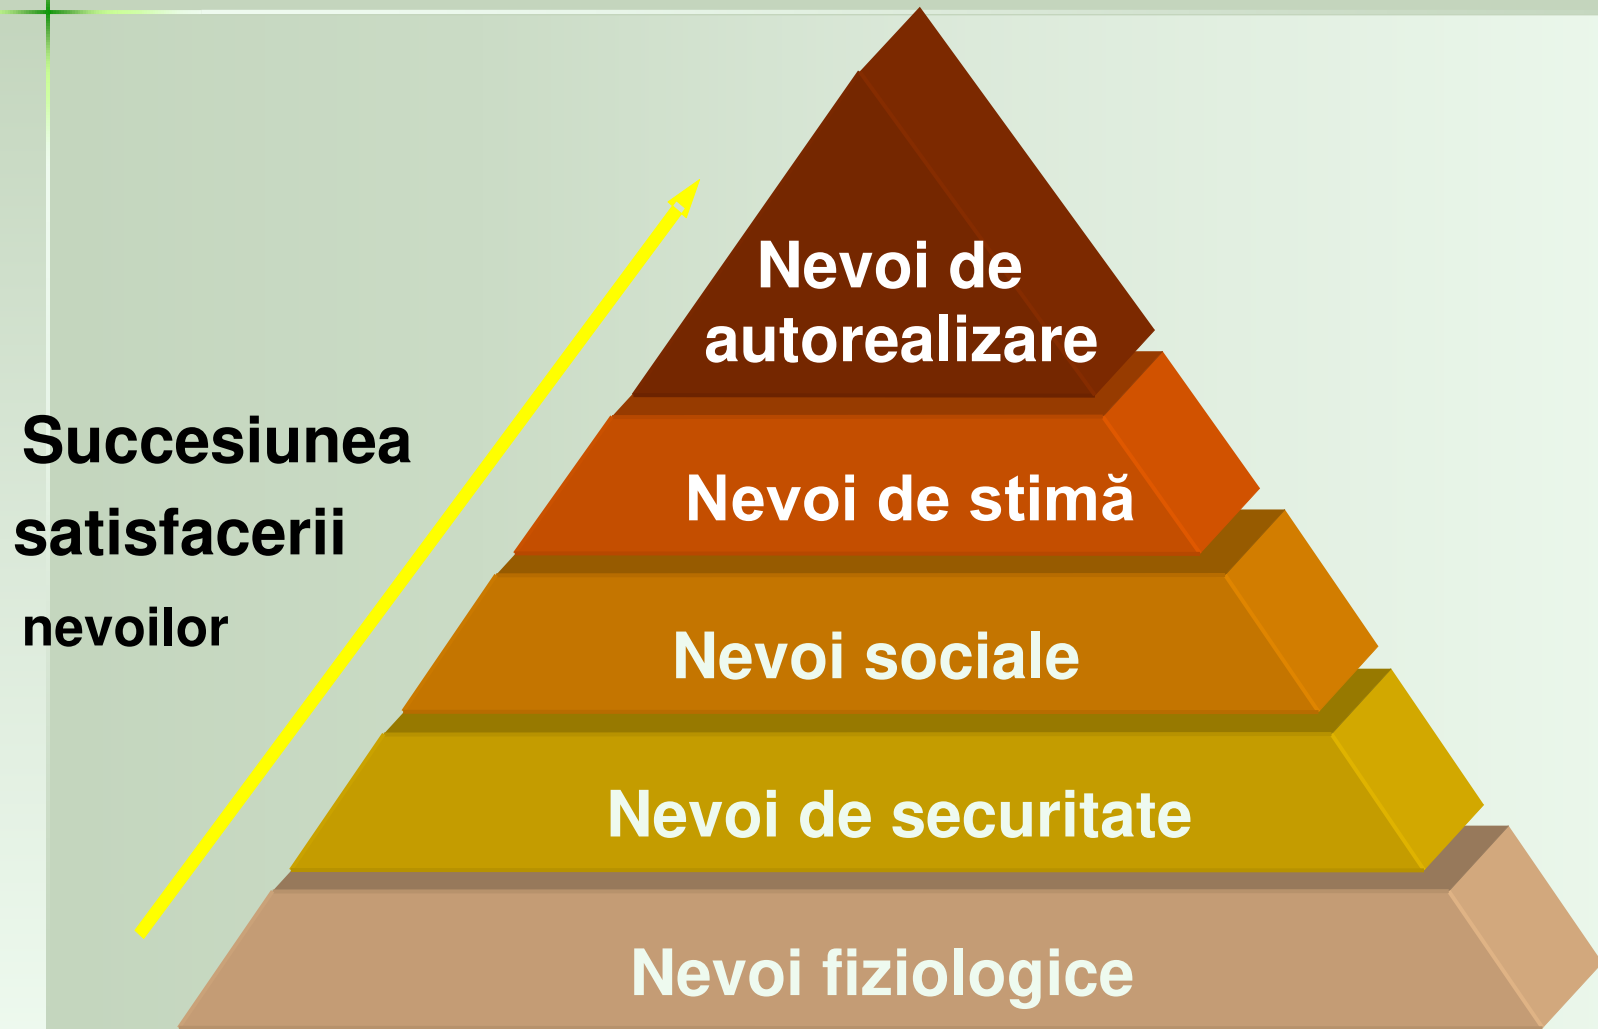 Nevoi de
autorealizare
Succesiunea
satisfacerii
nevoilor
Nevoi de stimă
Nevoi sociale
Nevoi de securitate
Nevoi fiziologice